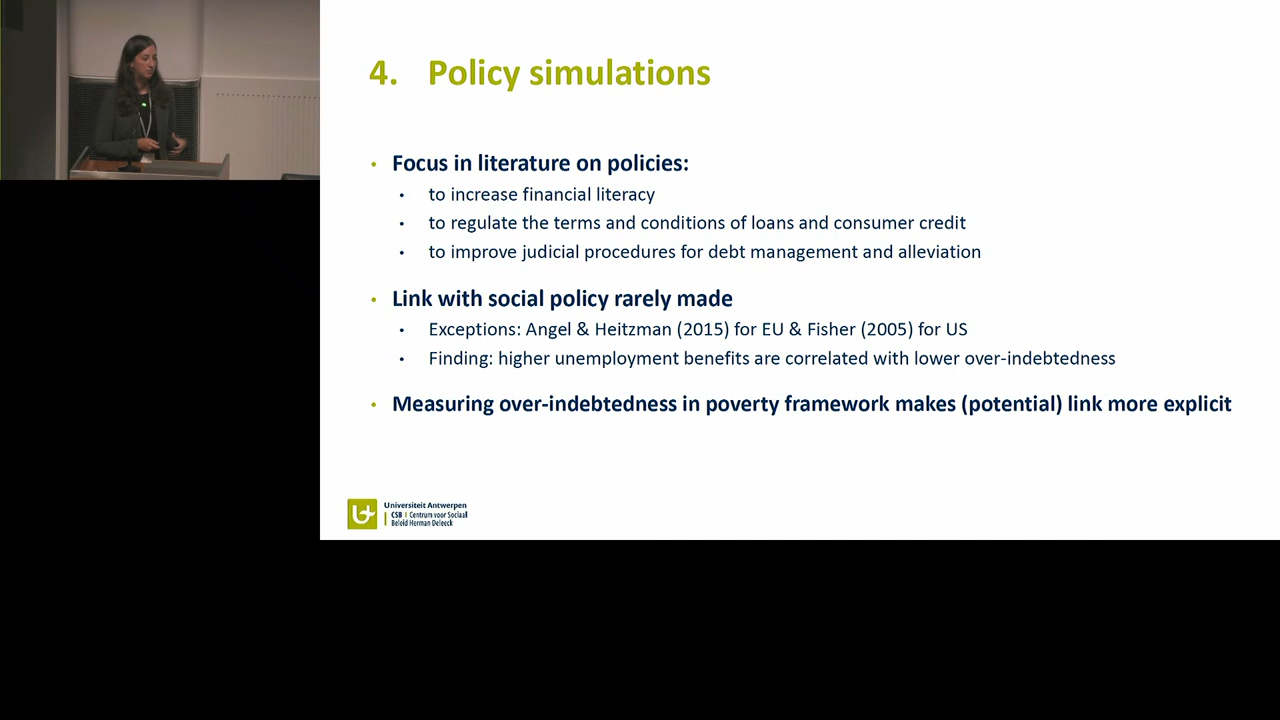 4. Policy simulations
• Focus in literature on policies:
• to increase financial literacy
• to regulate the terms and conditions of loans and consumer credit
• to improve judicial procedures for debt management and alleviation
• Link with social policy rarely made
• Exceptions: Angel & Heitzman (2015) for EU & Fisher (2005) for US
• Finding: higher unemployment benefits are correlated with lower over-indebtedness
• Measuring over-indebtedness in poverty framework makes (potential) link more explicit
Universiteit Antwerpen
CSB | Centrum voor Sociaal
Beleid Herman Deleeck